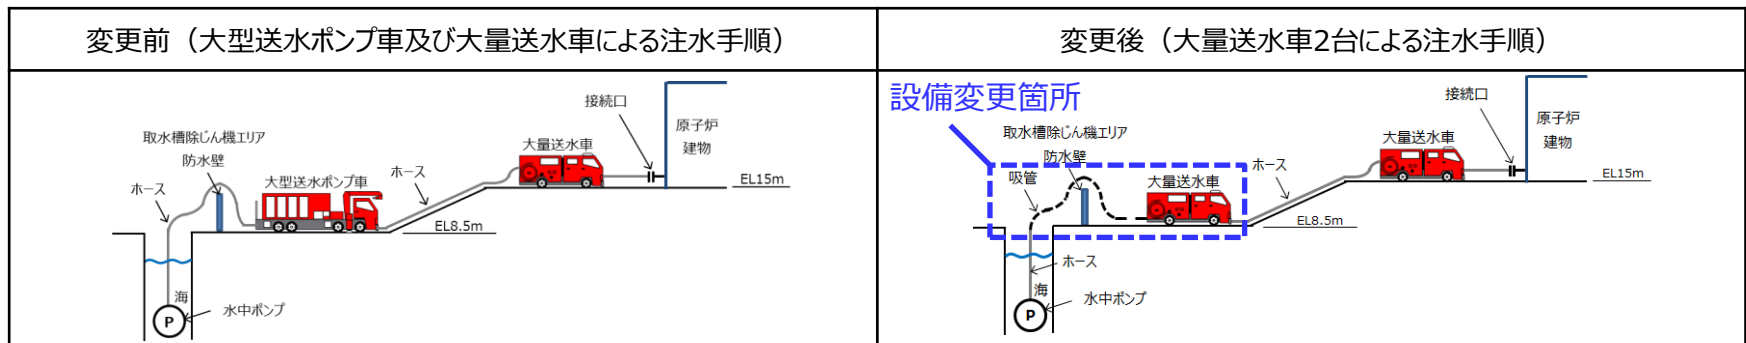 変更前（大型送水ポンプ車及び大量送水車による注水手順）
接続口
原子炉
建物
取水槽除じん機エリア
防水壁
大量送水車
ホース
大型送水ポンプ車
ホース
EL15m
EL8.5m
海
P
水中ポンプ
変更後（大量送水車2台による注水手順）
設備変更箇所
接続口
原子炉
建物
取水槽除じん機エリア
防水壁
大量送水車
ホース
吸管
大量送水車
EL15m
EL8.5m
ホース
海
P
水中ポンプ